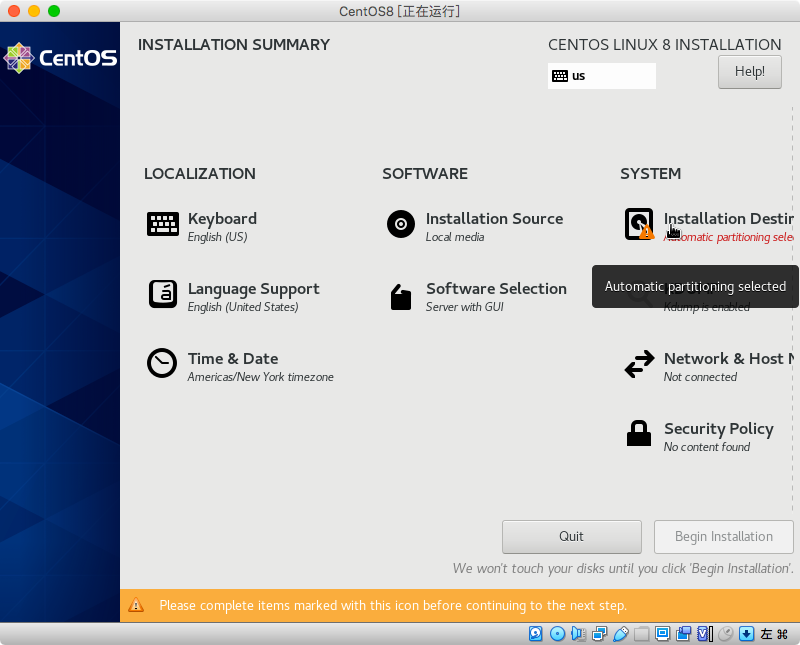 CentOS8 [正在运行]
CentOS
INSTALLATION SUMMARY
CENTOS LINUX 8 INSTALLATION
us
Help!
LOCALIZATION
Keyboard
English (US)
Language Support
English (United States)
Time & Date
Americas/New York timezone
SOFTWARE
Installation Source
Local media
Software Selection
Server with GUI
SYSTEM
Installation Destin
Automatic partitioning sele
Automatic partitioning selected
Kdump is enabled
Network & Host N
Not connected
Security Policy
No content found
Quit
Begin Installation
We won't touch your disks until you click 'Begin Installation'.
Please complete items marked with this icon before continuing to the next step.
左 ⌘